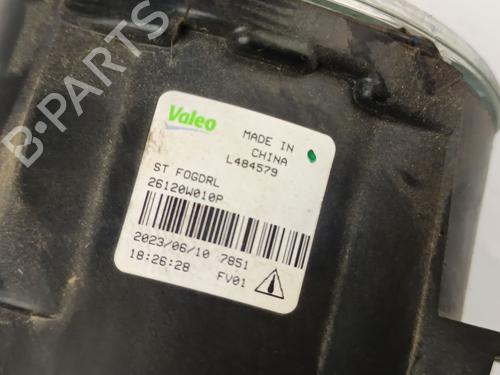 B-PARTS
Valeo
MADE IN
CHINA
L484579
ST FOGDRL
26120W010P
2023/06/10 7851
18:26:28 FV01